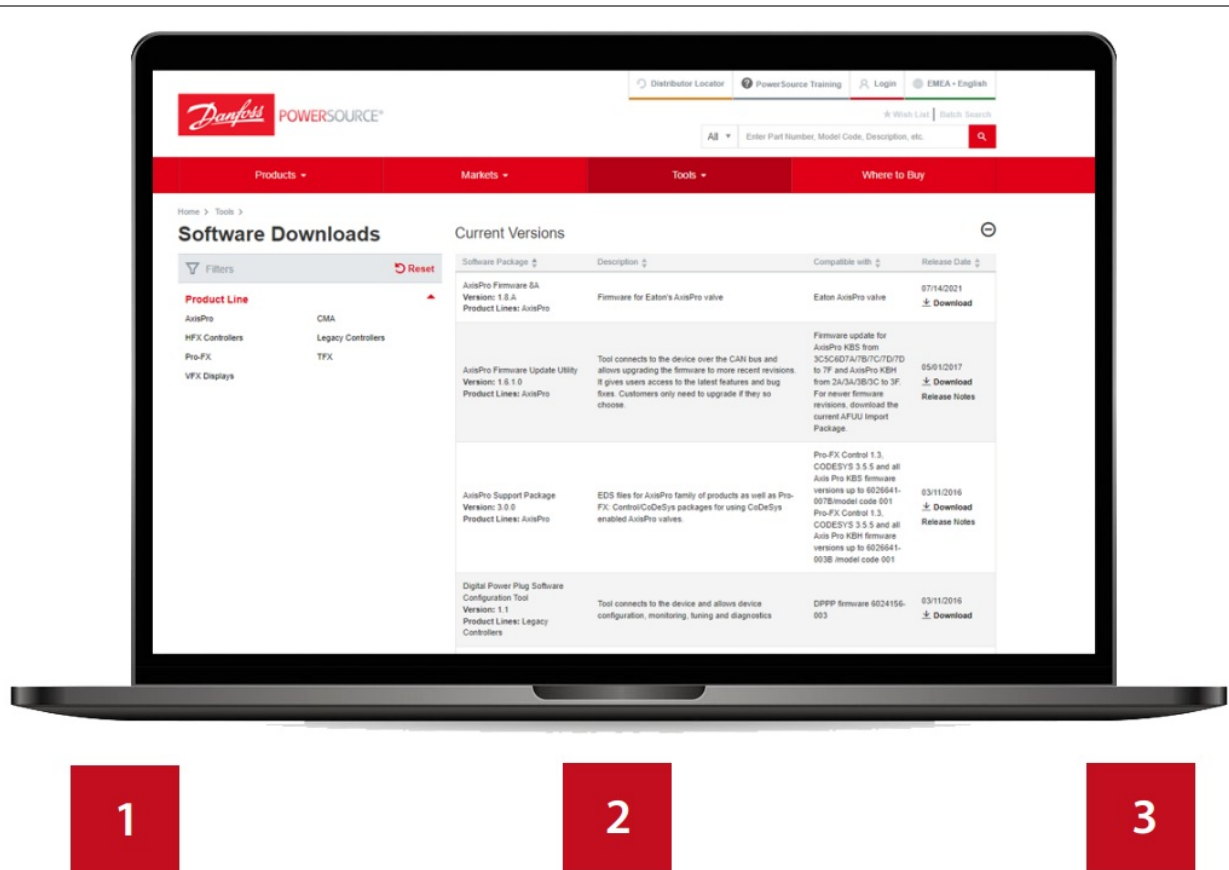 Distributor Locator
PowerSource Training
Login
EMEA - English
Danfoss
POWERSOURCE®
Wish List | Batch Search
All
Enter Part Number, Model Code, Description, etc.
Products
Markets
Tools
Where to Buy
Home > Tools >
Software Downloads
Filters
Reset
Product Line
AxisPro
CMA
HFX Controllers
Legacy Controllers
Pro-FX
TFX
VFX Displays
Current Versions
Software Package
Description
Compatible with
Release Date
AxisPro Firmware 8A
Version: 1.8.A
Product Lines: AxisPro
Firmware for Eaton's AxisPro valve
Eaton AxisPro valve
07/14/2021
Download
AxisPro Firmware Update Utility
Version: 1.6.1.0
Product Lines: AxisPro
Tool connects to the device over the CAN bus and
allows upgrading the firmware to more recent revisions.
It gives users access to the latest features and bug
fixes. Customers only need to upgrade if they so
choose.
Firmware update for
AxisPro KBS from
3C5C6D7A/7B/7C/7D/7D
to 7F and AxisPro KBH
from 2A/3A/3B/3C to 3F.
For newer firmware
revisions, download the
current AFUU Import
Package.
05/01/2017
Download
Release Notes
AxisPro Support Package
Version: 3.0.0
Product Lines: AxisPro
EDS files for AxisPro family of products as well as Pro-
FX: Control/CoDeSys packages for using CoDeSys
enabled AxisPro valves.
Pro-FX Control 1.3,
CODESYS 3.5.5 and all
Axis Pro KBS firmware
versions up to 6026641-
007B/model code 001
Pro-FX Control 1.3,
CODESYS 3.5.5 and all
Axis Pro KBH firmware
versions up to 6026641-
003B /model code 001
03/11/2016
Download
Release Notes
Digital Power Plug Software
Configuration Tool
Version: 1.1
Product Lines: Legacy
Controllers
Tool connects to the device and allows device
configuration, monitoring, tuning and diagnostics
DPPP firmware 6024156-
003
03/11/2016
Download
1
2
3